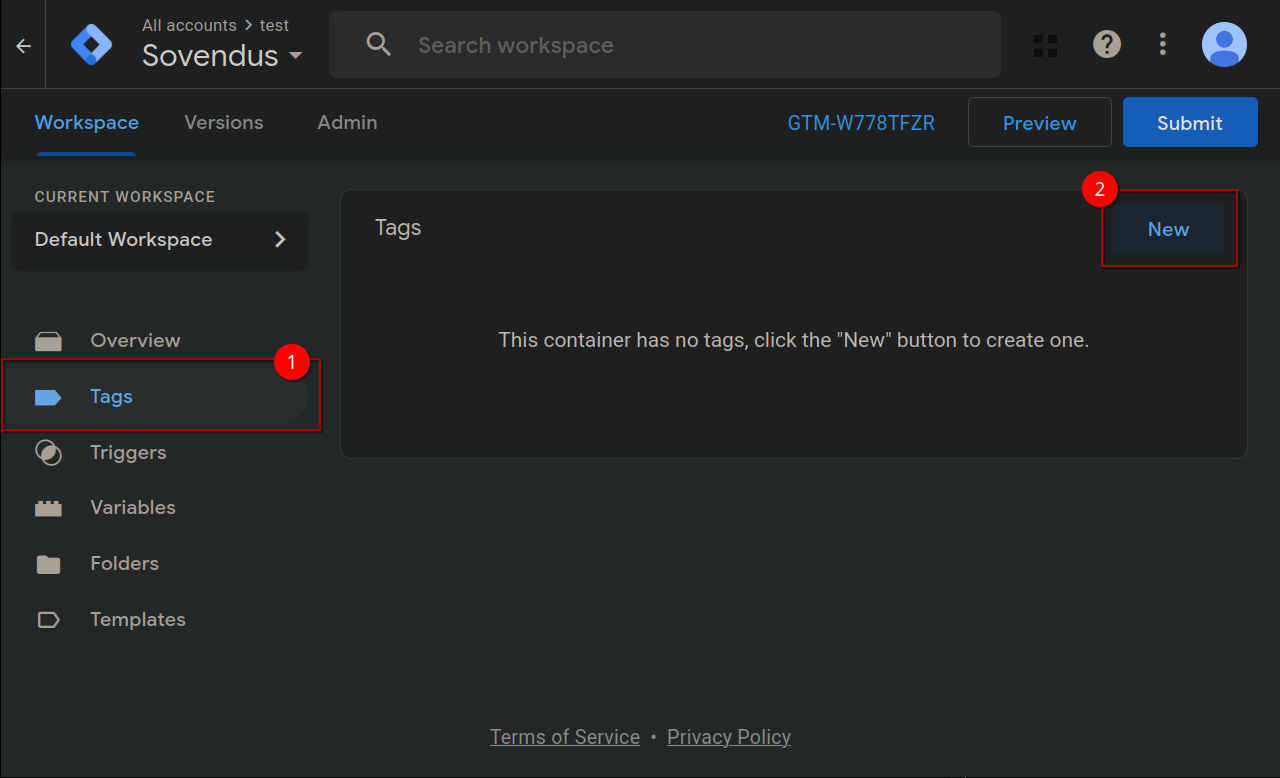 All accounts > test
Sovendus
Search workspace
Workspace
Versions
Admin
GTM-W778TFZR
Preview
Submit
CURRENT WORKSPACE
Default Workspace
Overview
1
Tags
Triggers
Variables
Folders
Templates
Tags
2
New
This container has no tags, click the "New" button to create one.
Terms of Service • Privacy Policy